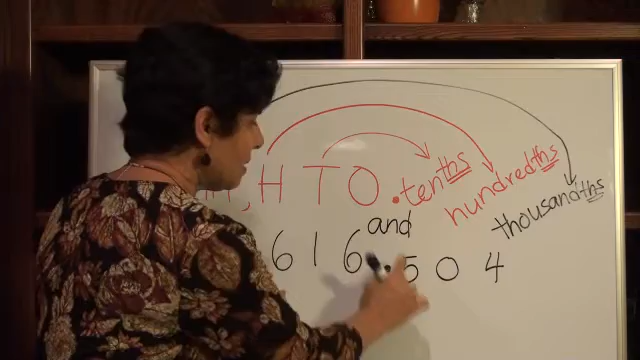 , H T O . tenths hundredths thousandths
and
6 1 6 . 5 0 4